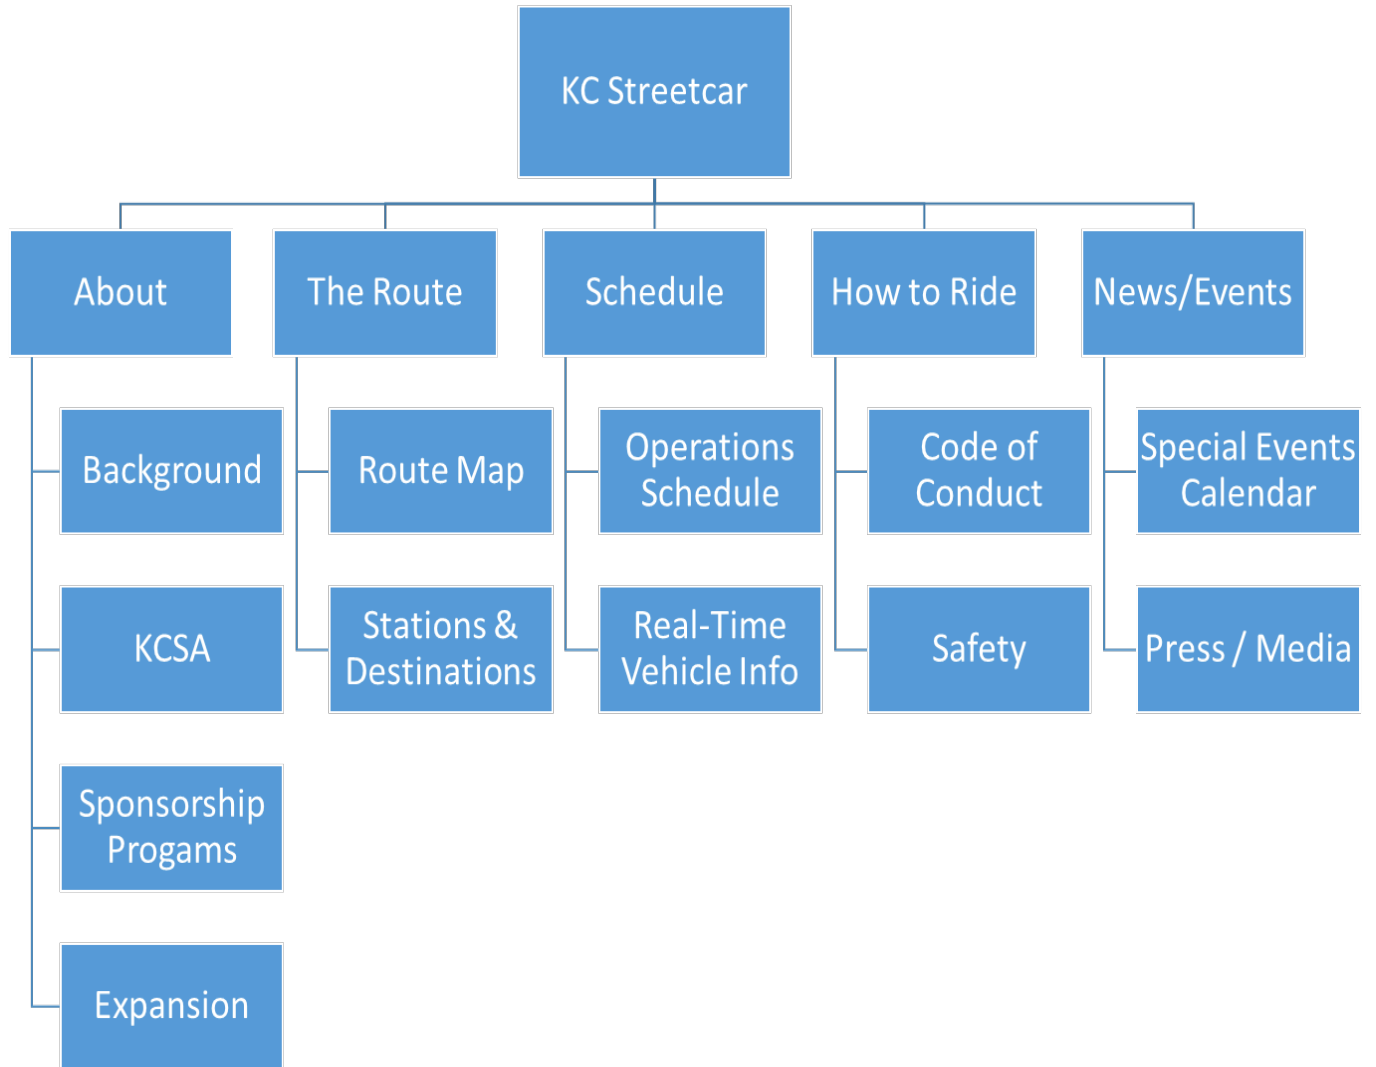 KC Streetcar
About
The Route
Schedule
How to Ride
News/Events
Background
Route Map
Operations
Schedule
Code of
Conduct
Special Events
Calendar
KCSA
Stations &
Destinations
Real-Time
Vehicle Info
Safety
Press / Media
Sponsorship
Progams
Expansion